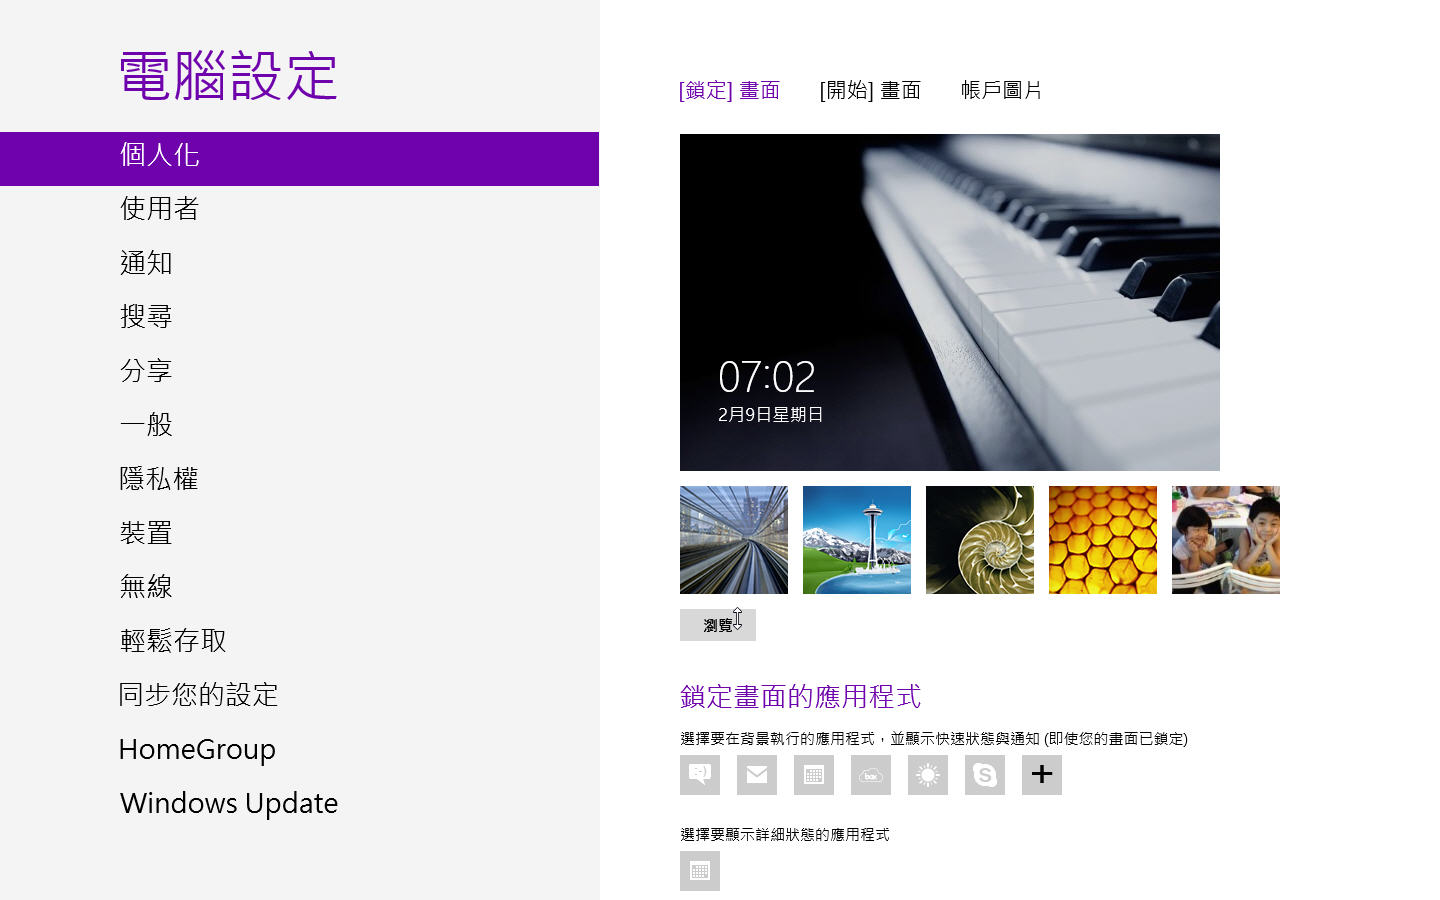 電腦設定
個人化
使用者
通知
搜尋
分享
一般
隱私權
裝置
無線
輕鬆存取
同步您的設定
HomeGroup
Windows Update
[鎖定] 畫面
[開始] 畫面
帳戶圖片
07:02
2月9日星期日
瀏覽
鎖定畫面的應用程式
選擇要在背景執行的應用程式，並顯示快速狀態與通知 (即使您的畫面已鎖定)
:-)
box
S
選擇要顯示詳細狀態的應用程式